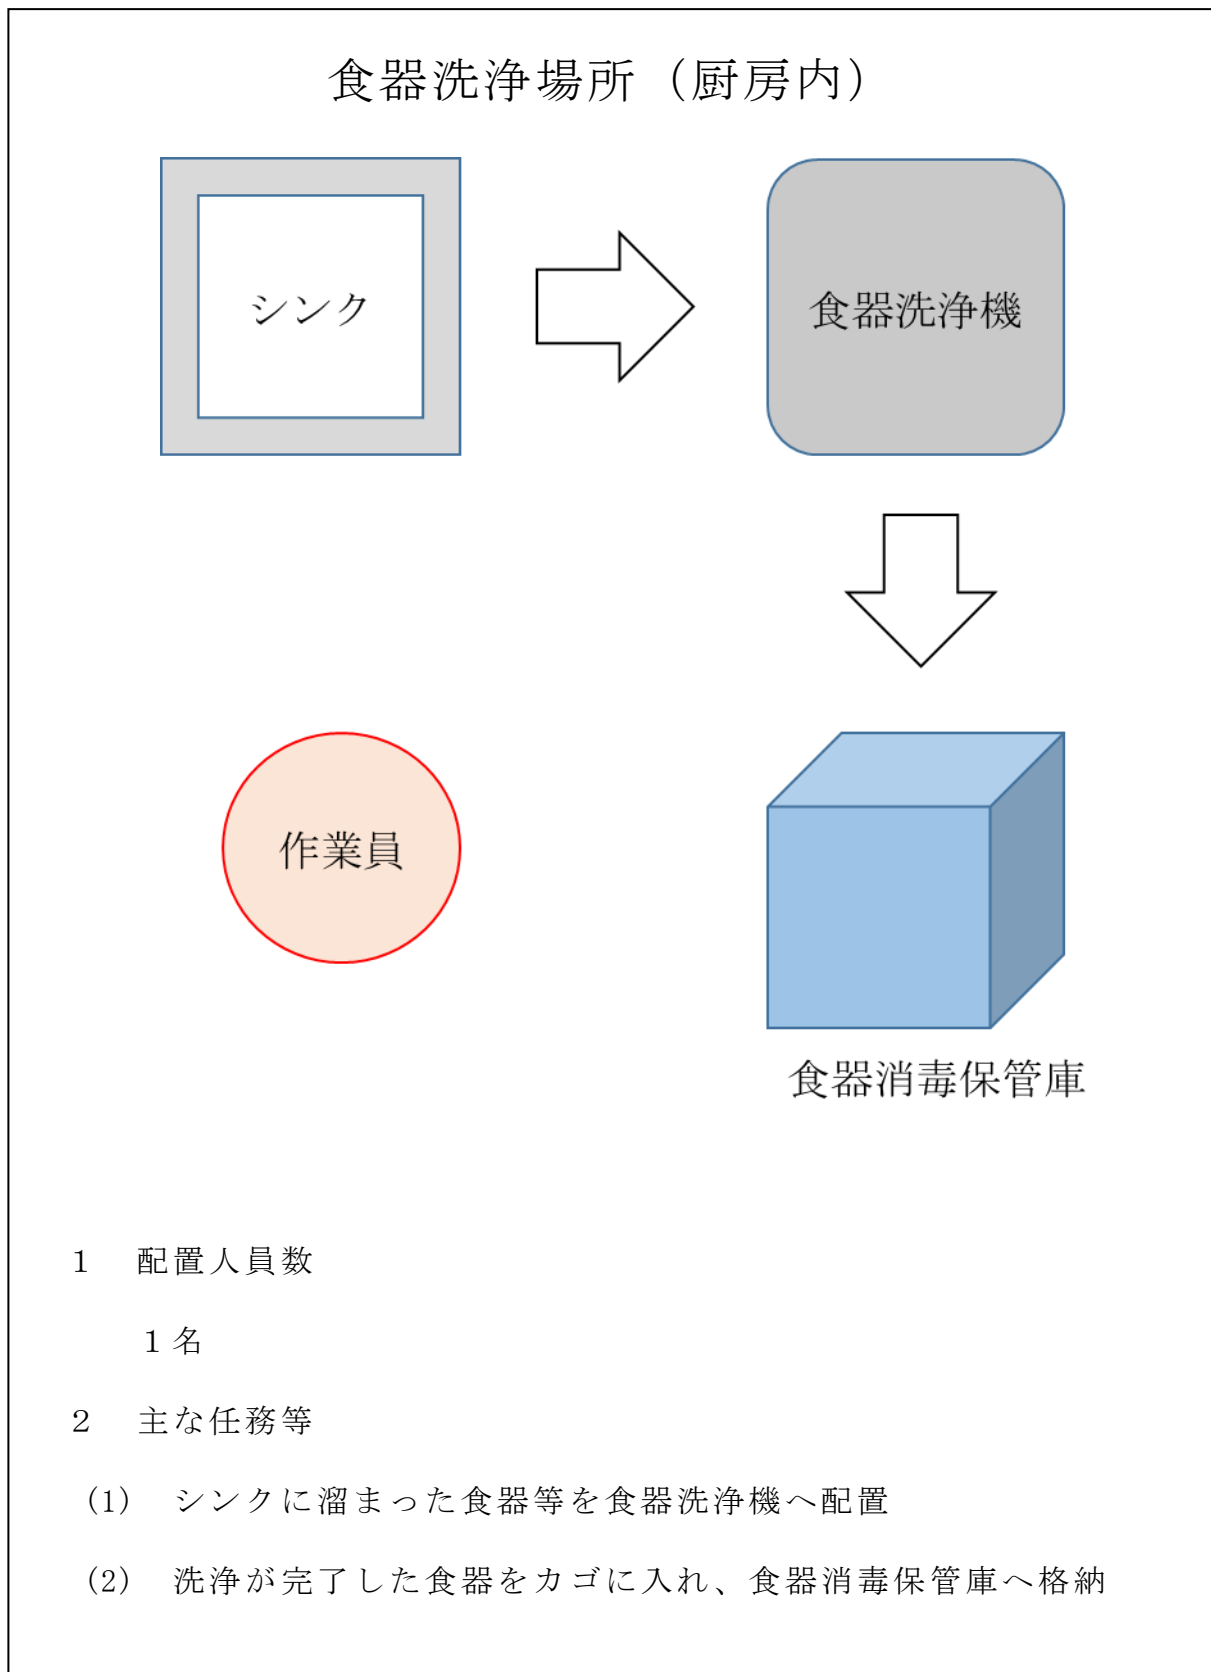 食器洗浄場所（厨房内）
シンク
食器洗浄機
作業員
食器消毒保管庫
１　配置人員数
１名
２　主な任務等
(1)　シンクに溜まった食器等を食器洗浄機へ配置
(2)　洗浄が完了した食器をカゴに入れ、食器消毒保管庫へ格納